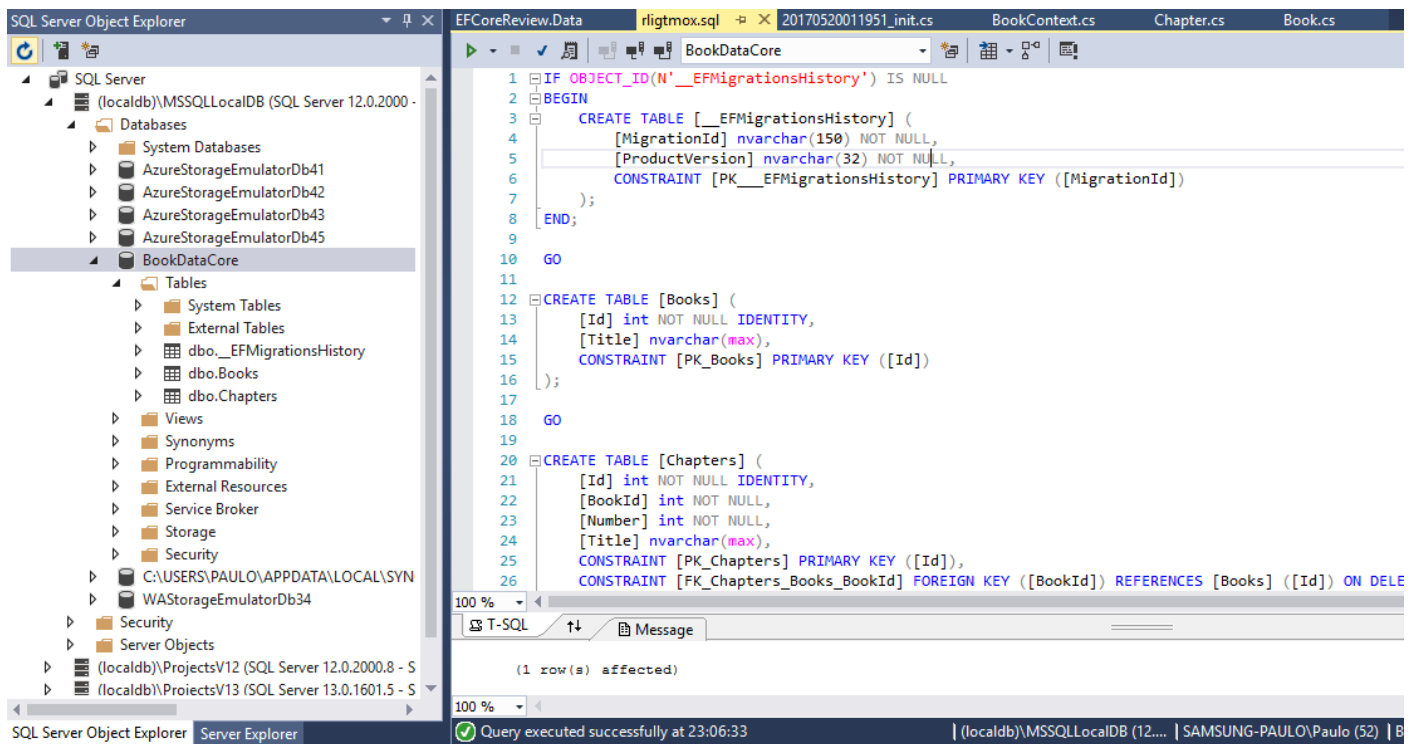 SQL Server Object Explorer
SQL Server
(localdb)\MSSQLLocalDB (SQL Server 12.0.2000 -
Databases
System Databases
AzureStorageEmulatorDb41
AzureStorageEmulatorDb42
AzureStorageEmulatorDb43
AzureStorageEmulatorDb45
BookDataCore
Tables
System Tables
External Tables
dbo.__EFMigrationsHistory
dbo.Books
dbo.Chapters
Views
Synonyms
Programmability
External Resources
Service Broker
Storage
Security
C:\USERS\PAULO\APPDATA\LOCAL\SYN
WAStorageEmulatorDb34
Security
Server Objects
(localdb)\ProjectsV12 (SQL Server 12.0.2000.8 - S
(localdb)\ProjectsV13 (SQL Server 13.0.1601.5 - S
SQL Server Object Explorer Server Explorer
EFCoreReview.Data rligtmox.sql 20170520011951_init.cs BookContext.cs Chapter.cs Book.cs
BookDataCore
1 IF OBJECT_ID(N'__EFMigrationsHistory') IS NULL
2 BEGIN
3 CREATE TABLE [__EFMigrationsHistory] (
4 [MigrationId] nvarchar(150) NOT NULL,
5 [ProductVersion] nvarchar(32) NOT NULL,
6 CONSTRAINT [PK___EFMigrationsHistory] PRIMARY KEY ([MigrationId])
7 );
8 END;
9
10 GO
11
12 CREATE TABLE [Books] (
13 [Id] int NOT NULL IDENTITY,
14 [Title] nvarchar(max),
15 CONSTRAINT [PK_Books] PRIMARY KEY ([Id])
16 );
17
18 GO
19
20 CREATE TABLE [Chapters] (
21 [Id] int NOT NULL IDENTITY,
22 [BookId] int NOT NULL,
23 [Number] int NOT NULL,
24 [Title] nvarchar(max),
25 CONSTRAINT [PK_Chapters] PRIMARY KEY ([Id]),
26 CONSTRAINT [FK_Chapters_Books_BookId] FOREIGN KEY ([BookId]) REFERENCES [Books] ([Id]) ON DELE
100 %
T-SQL Message
(1 row(s) affected)
100 %
Query executed successfully at 23:06:33 (localdb)\MSSQLLocalDB (12.... SAMSUNG-PAULO\Paulo (52) B